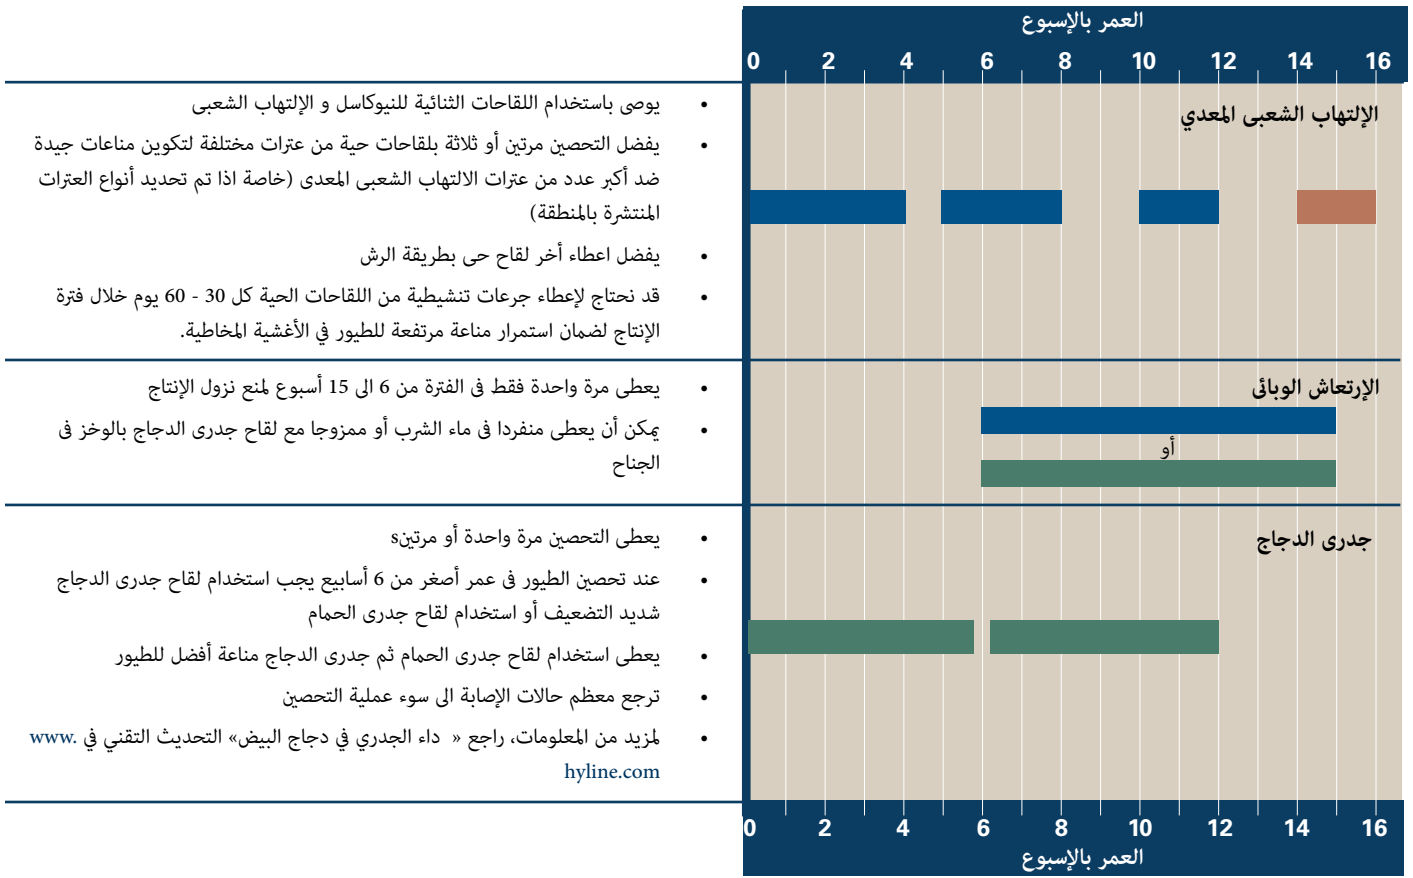 العمر بالإسبوع
0 2 4 6 8 10 12 14 16
الإلتهاب الشعبى المعدي
• يوصى باستخدام اللقاحات الثنائية للنيوكاسل و الإلتهاب الشعبى
• يفضل التحصين مرتين أو ثلاثة بلقاحات حية من عترات مختلفة لتكوين مناعات جيدة
ضد أكبر عدد من عترات الالتهاب الشعبى المعدى (خاصة اذا تم تحديد أنواع العترات
المنتشرة بالمنطقة)
• يفضل اعطاء أخر لقاح حى بطريقة الرش
• قد نحتاج لإعطاء جرعات تنشيطية من اللقاحات الحية كل 30 - 60 يوم خلال فترة
الإنتاج لضمان استمرار مناعة مرتفعة للطيور في الأغشية المخاطية.
الإرتعاش الوبائى
أو
• يعطى مرة واحدة فقط فى الفترة من 6 الى 15 أسبوع لمنع نزول الإنتاج
• يمكن أن يعطى منفردا فى ماء الشرب أو ممزوجا مع لقاح جدرى الدجاج بالوخز فى
الجناح
جدرى الدجاج
• يعطى التحصين مرة واحدة أو مرتينs
• عند تحصين الطيور فى عمر أصغر من 6 أسابيع يجب استخدام لقاح جدرى الدجاج
شديد التضعيف أو استخدام لقاح جدرى الحمام
• يعطى استخدام لقاح جدرى الحمام ثم جدرى الدجاج مناعة أفضل للطيور
• ترجع معظم حالات الإصابة الى سوء عملية التحصين
• لمزيد من المعلومات، راجع « داء الجدري في دجاج البيض» التحديث التقني في www.
hyline.com
0 2 4 6 8 10 12 14 16
العمر بالإسبوع